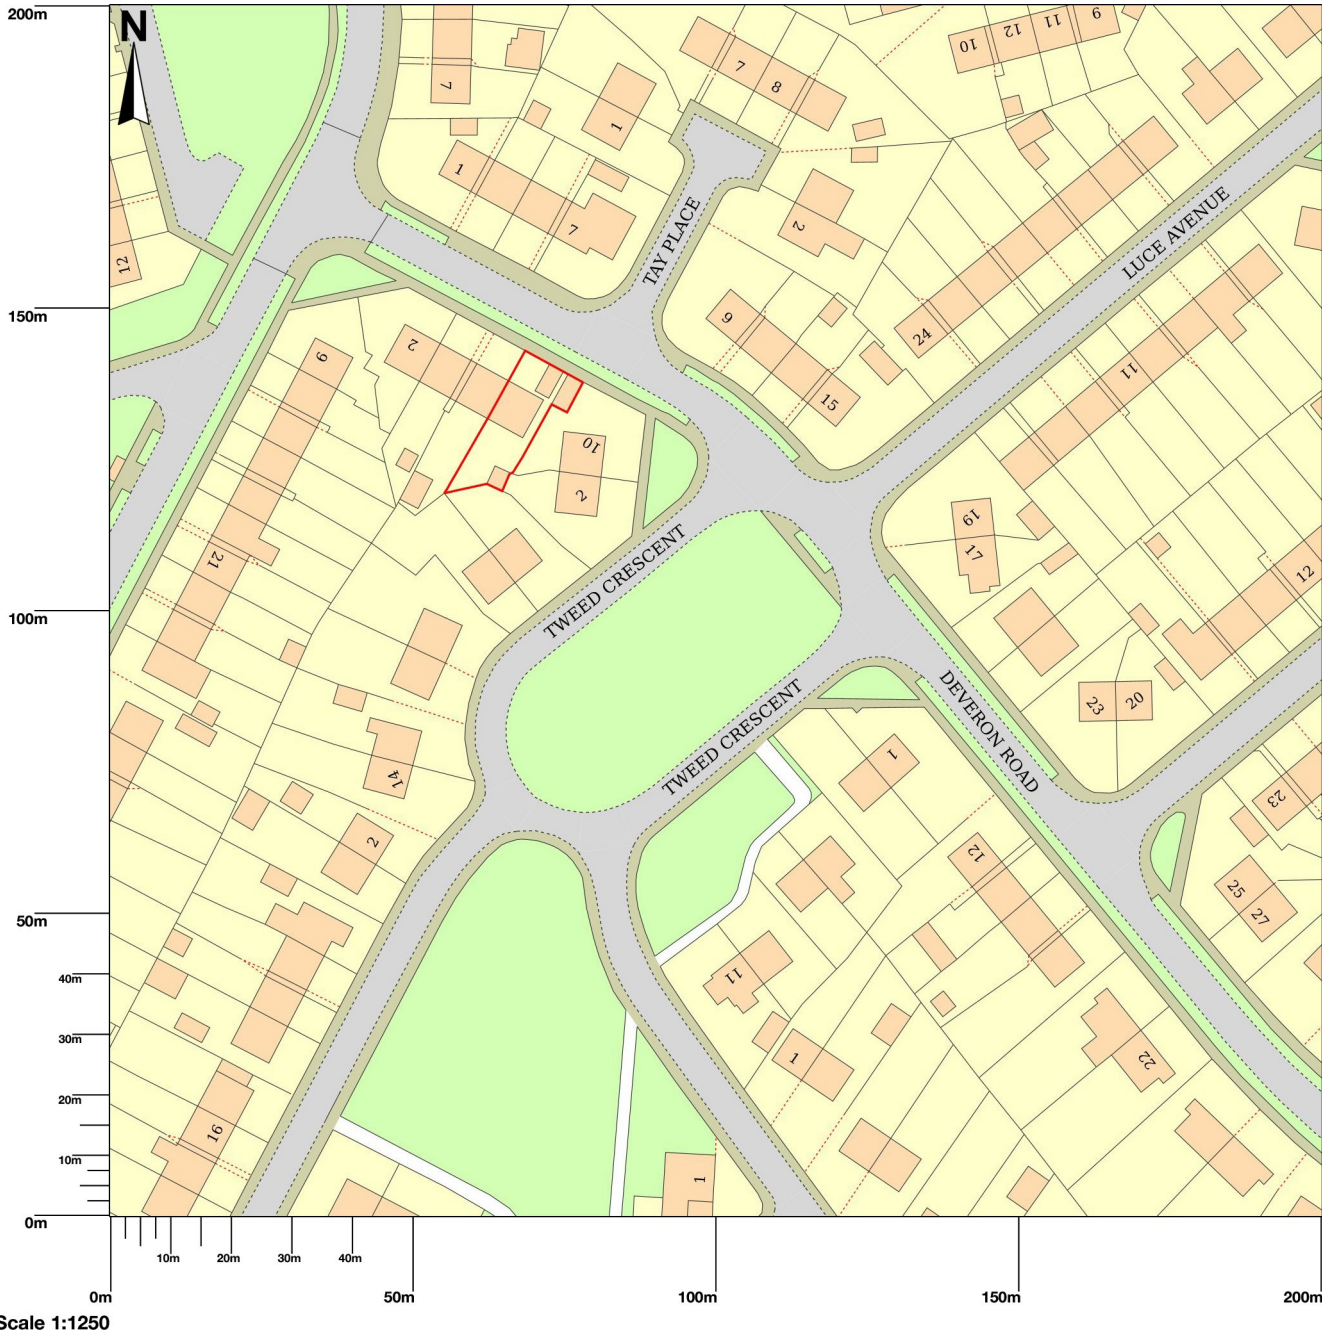 200m
N
7
1
7
8
10
12
11
9
1
7
2
12
TAY PLACE
LUCE AVENUE
150m
9
2
9
24
11
15
10
2
19
17
21
12
TWEED CRESCENT
100m
23
20
TWEED CRESCENT
DEVERON ROAD
14
1
23
2
12
25
27
50m
11
40m
1
22
30m
20m
16
10m
1
0m
10m
20m
30m
40m
0m
50m
100m
150m
200m
Scale 1:1250